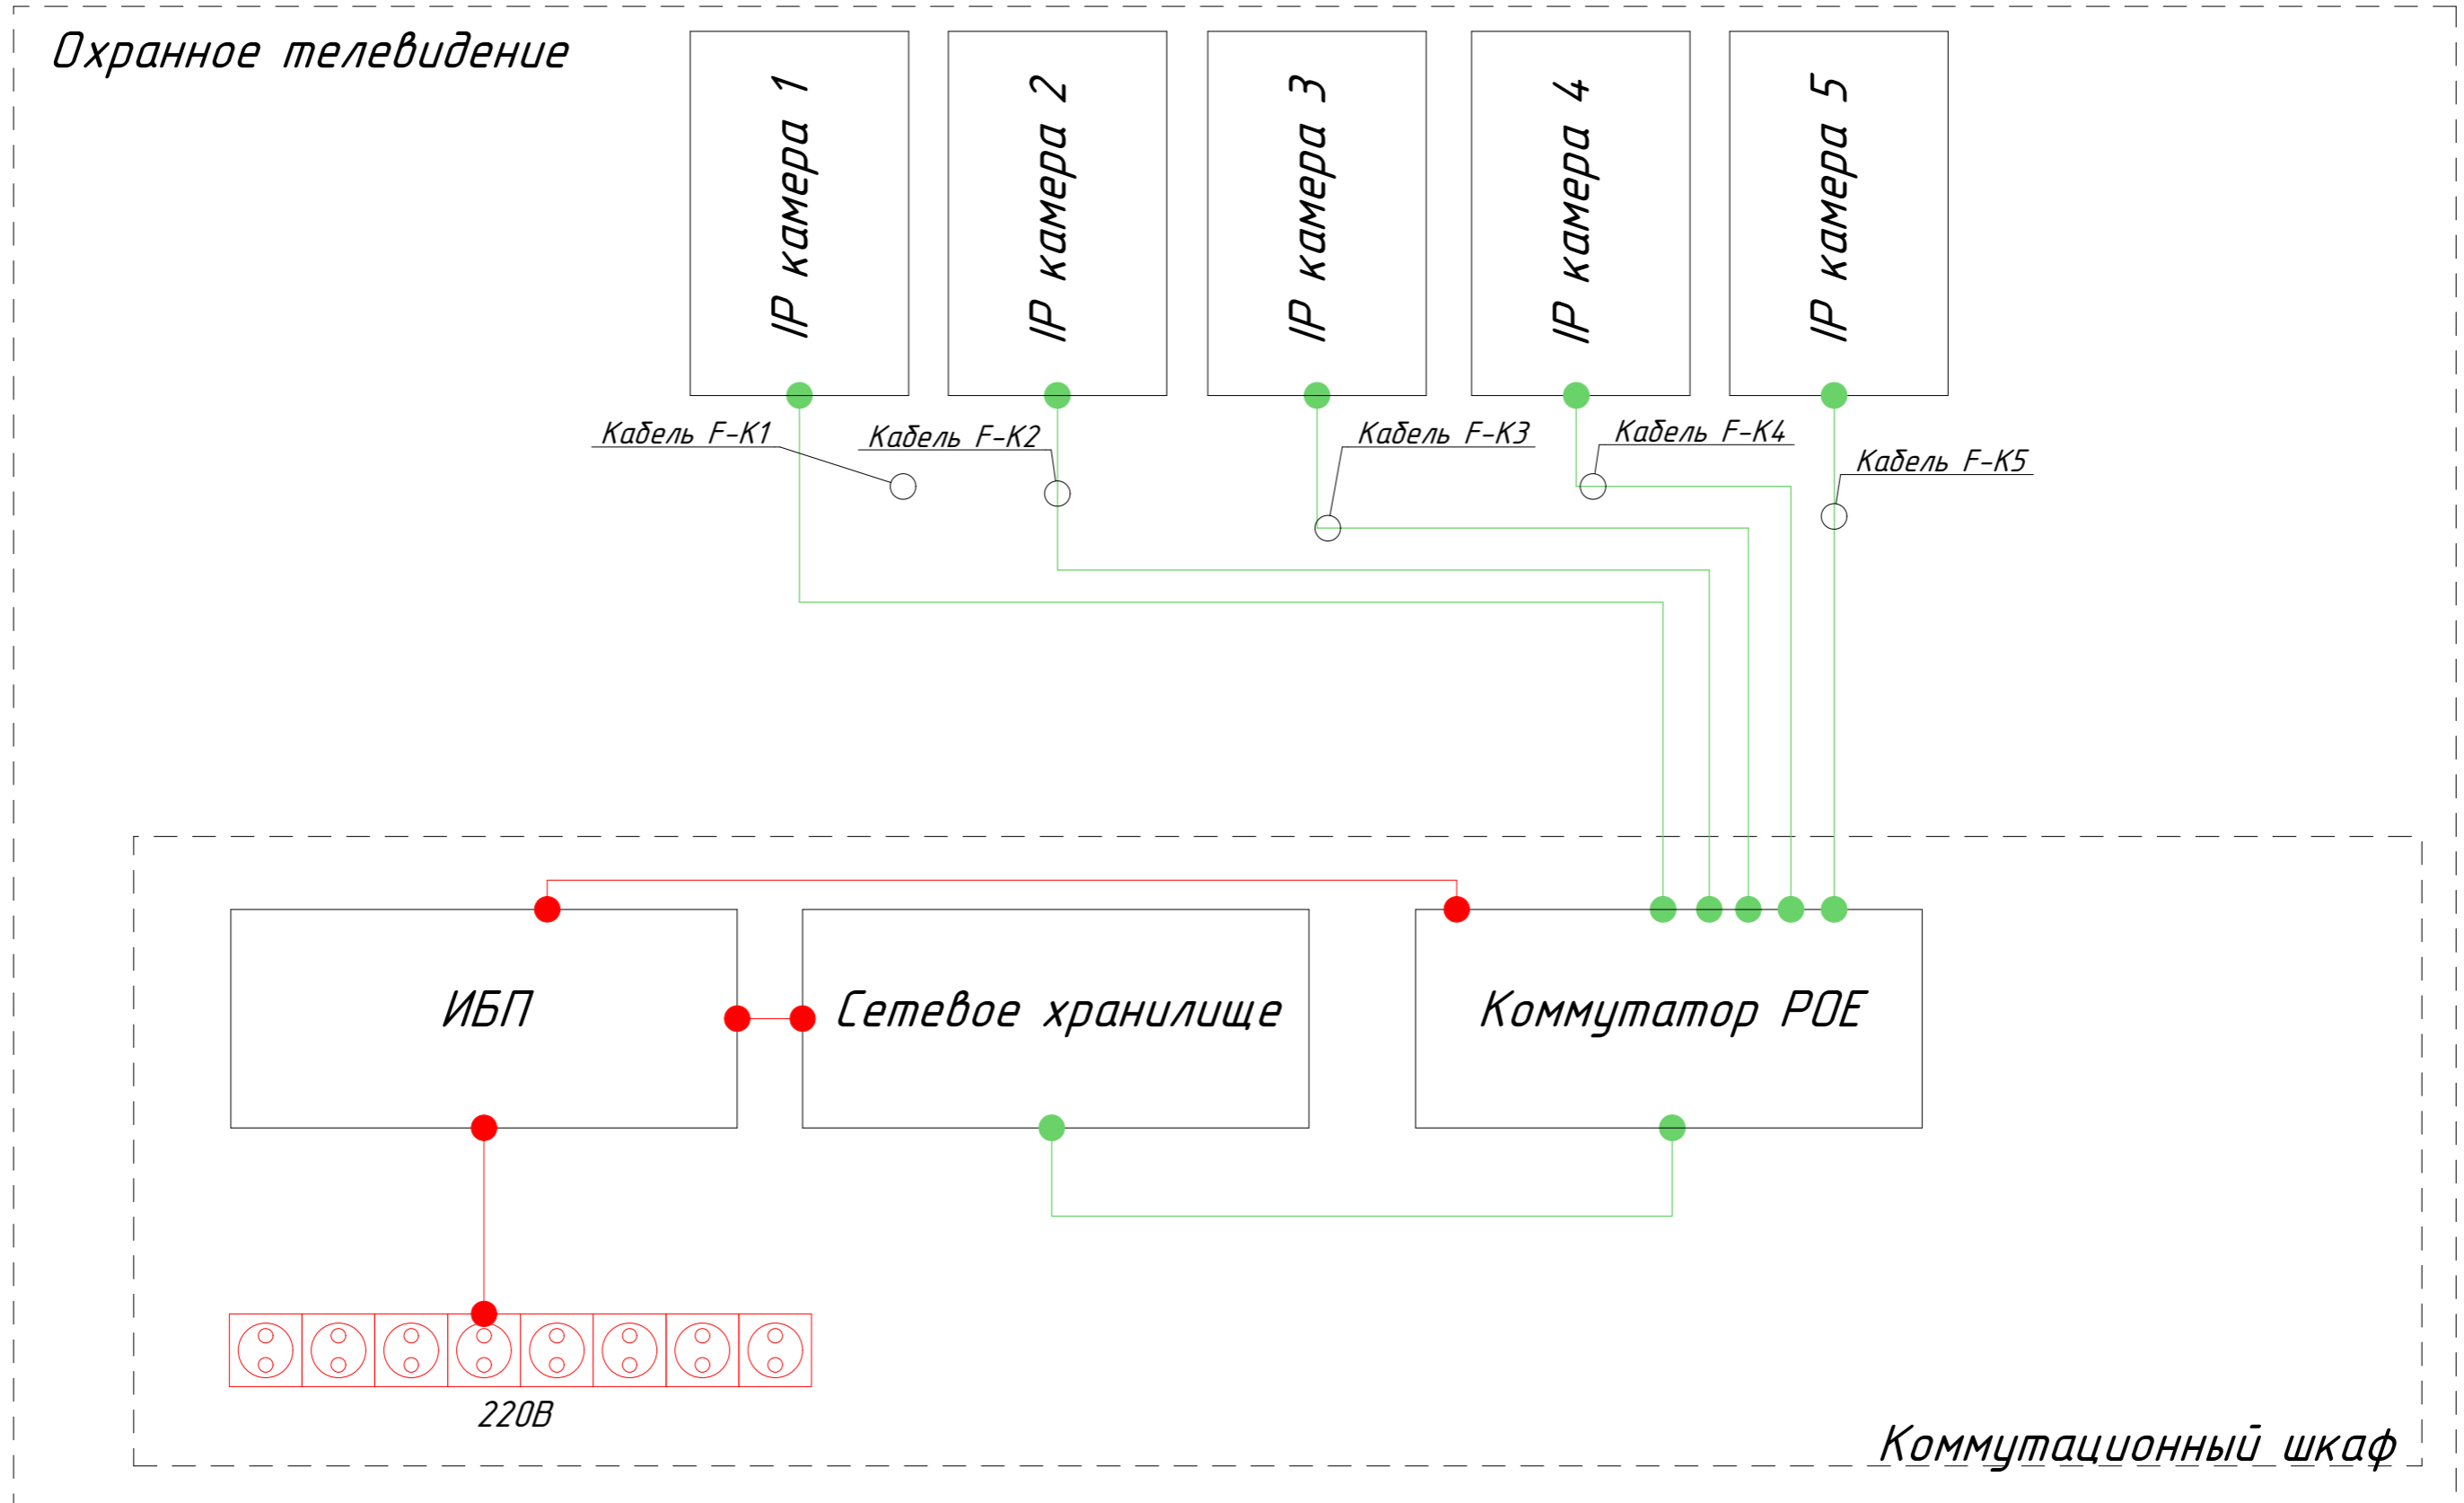 Охранное телевидение
IP камера 1
IP камера 2
IP камера 3
IP камера 4
IP камера 5
Кабель F-K1
Кабель F-K2
Кабель F-K3
Кабель F-K4
Кабель F-K5
ИБП
Сетевое хранилище
Коммутатор POE
220В
Коммутационный шкаф